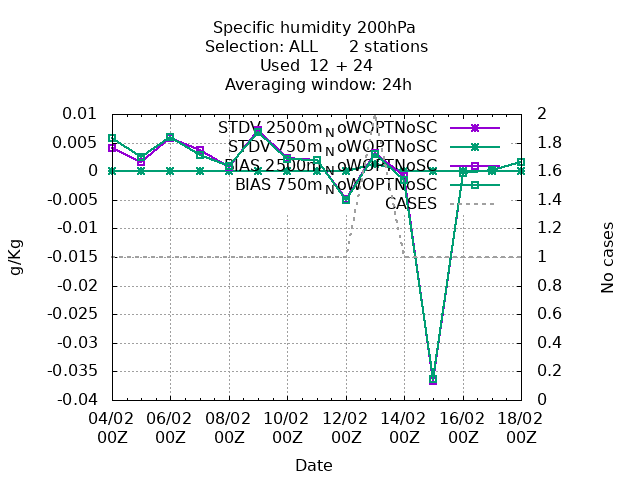 Specific humidity 200hPa
Selection: ALL 2 stations
Used 12 + 24
Averaging window: 24h
0.01 2
STDV 2500m NoWOPTNoSC
0.005 1.8
STDV 750m NoWOPTNoSC
BIAS 2500m NoWOPTNoSC
0 1.6
BIAS 750m NoWOPTNoSC
-0.005 1.4
CASES
-0.01 1.2
-0.015 1
-0.02 0.8
-0.025 0.6
-0.03 0.4
-0.035 0.2
-0.04 0
g/Kg
No cases
04/02 06/02 08/02 10/02 12/02 14/02 16/02 18/02
00Z 00Z 00Z 00Z 00Z 00Z 00Z 00Z
Date